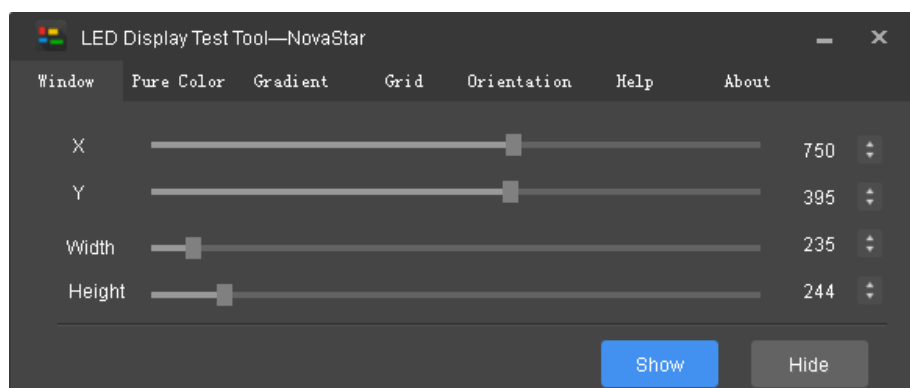 LED Display Test Tool—NovaStar
Window Pure Color Gradient Grid Orientation Help About
X 750
Y 395
Width 235
Height 244
Show Hide